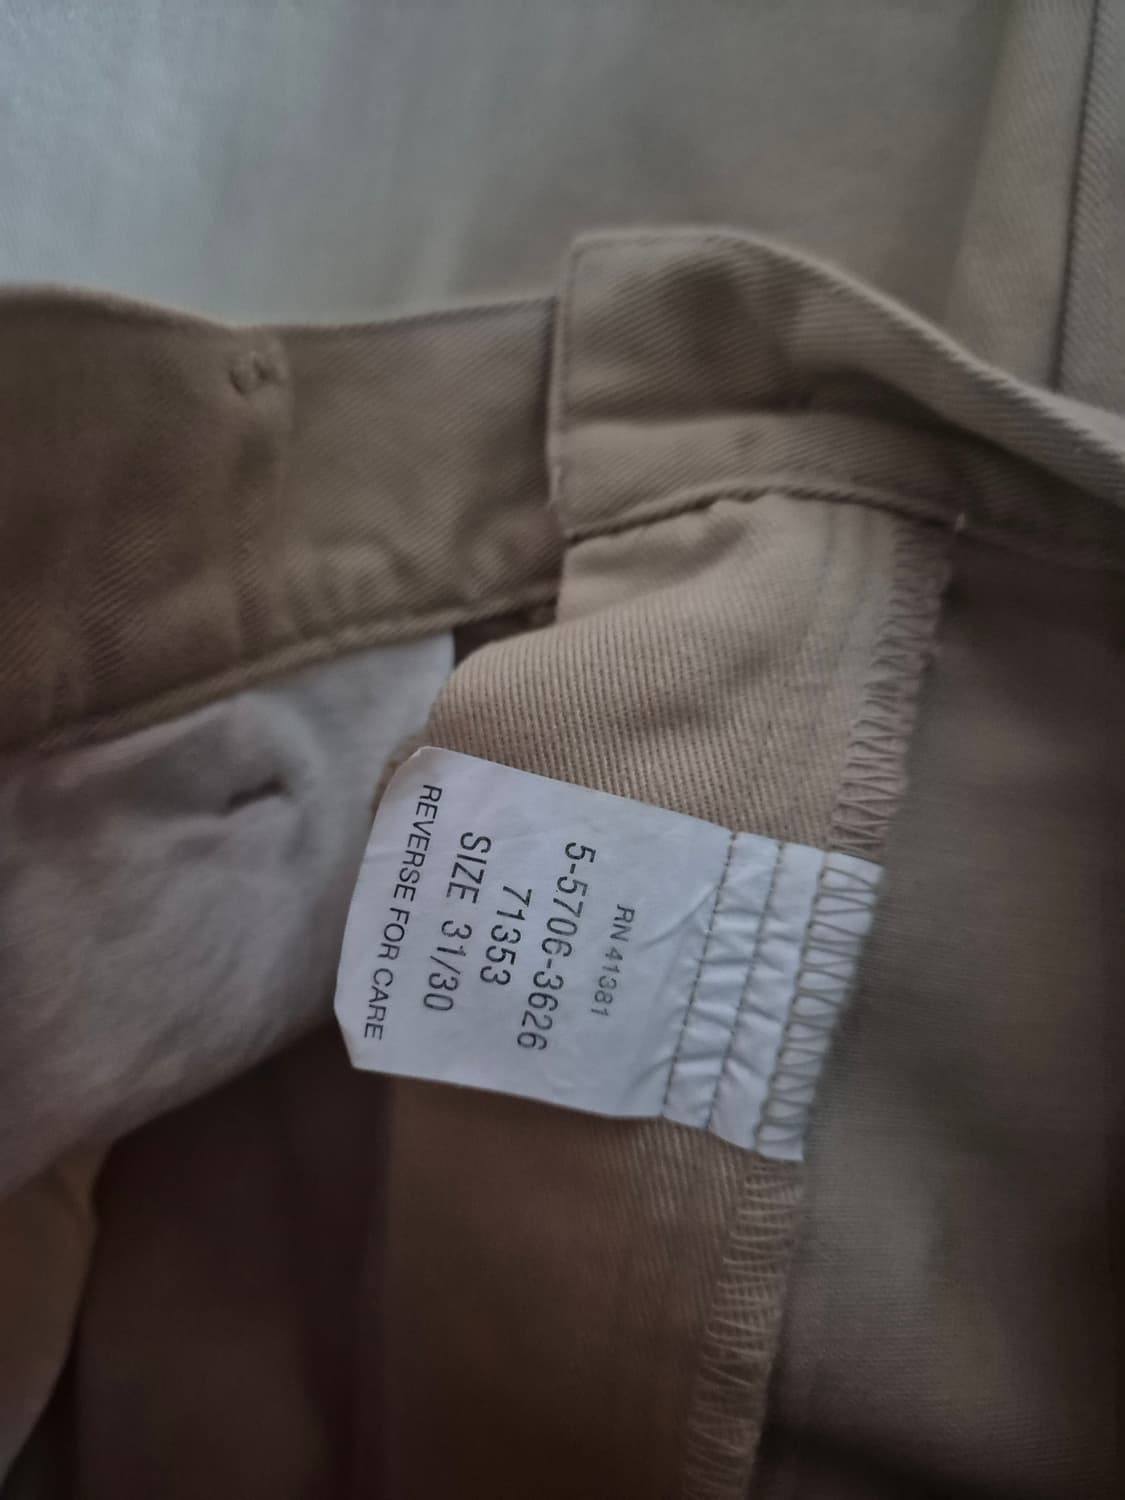 RN 41381
5-5706-3626
71353
SIZE 31/30
REVERSE FOR CARE